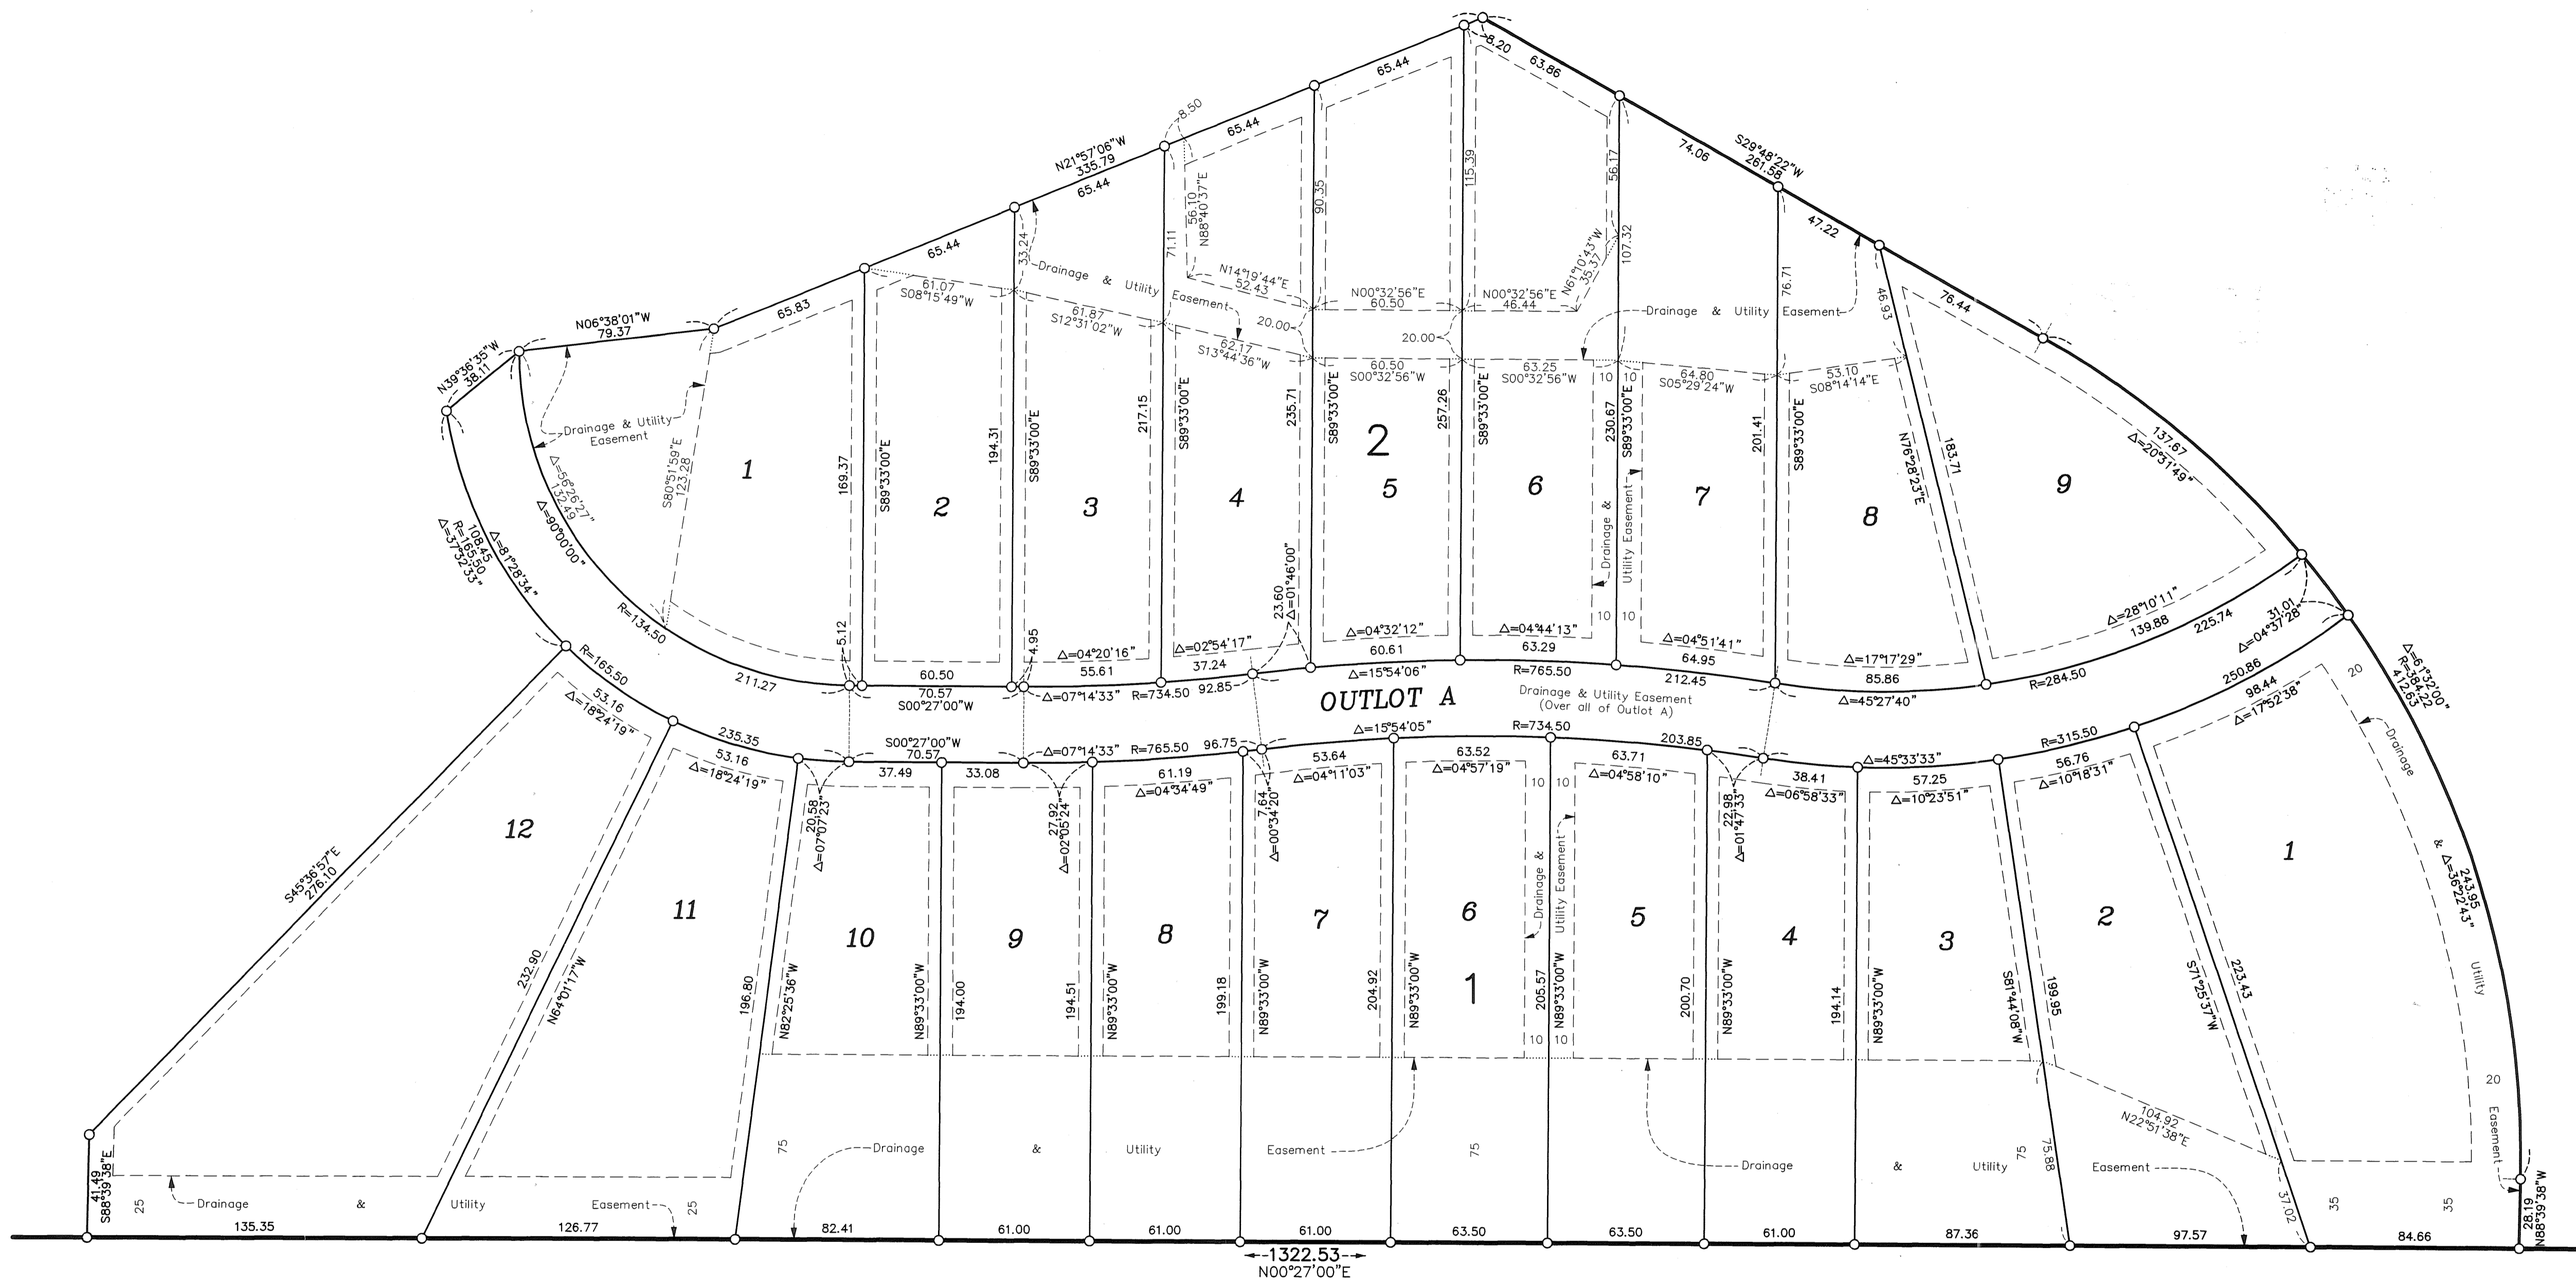 8.20
63.86
65.44
8.50
65.44
N21°57'06"W
335.79
65.44
65.44
65.83
N06°38'01"W
79.37
N39°36'35"W
38.11
S29°48'22"W
261.58
74.06
47.22
76.44
137.67
Δ=20°31'49"
33.24
71.11
56.10
N88°40'37"E
90.35
115.39
56.17
107.32
76.71
46.93
Drainage & Utility Easement
61.07
S08°15'49"W
61.87
S12°31'02"W
N14°19'44"E
52.43
62.17
S13°44'36"W
20.00
20.00
N00°32'56"E
60.50
N00°32'56"E
46.44
N61°10'43"W
35.37
Drainage & Utility Easement
60.50
S00°32'56"W
63.25
S00°32'56"W
10 10
64.80
S05°29'24"W
53.10
S08°14'14"E
Drainage & Utility
Easement
Δ=56°26'27"
132.49
Δ=90°00'00"
S80°51'59"E
123.28
108.45
R=165.50
Δ=37°32'33"
Δ=81°28'34"
R=134.50
211.27
1
169.37
S89°33'00"E
2
194.31
S89°33'00"E
3
217.15
S89°33'00"E
4
235.71
S89°33'00"E
2
5
257.26
S89°33'00"E
6
230.67
S89°33'00"E
Drainage &
Utility Easement
7
201.41
S89°33'00"E
8
N76°28'23"E
183.71
9
5.12
4.95
23.60
Δ=01°46'00"
10 10
60.50
70.57
S00°27'00"W
Δ=04°20'16"
55.61
Δ=07°14'33"
R=734.50
92.85
Δ=02°54'17"
37.24
Δ=04°32'12"
60.61
Δ=15°54'06"
Δ=04°44'13"
63.29
R=765.50
Δ=04°51'41"
64.95
212.45
Δ=17°17'29"
85.86
Δ=45°27'40"
R=284.50
Δ=28°10'11"
139.88
225.74
31.01
Δ=04°37'28"
OUTLOT A
Drainage & Utility Easement
(Over all of Outlot A)
Δ=61°32'00"
R=384.22
412.63
R=165.50
53.16
Δ=18°24'19"
235.35
53.16
Δ=18°24'19"
S00°27'00"W
70.57
37.49
33.08
20.58
Δ=07°07'23"
27.92
Δ=02°05'24"
Δ=07°14'33"
R=765.50
96.75
61.19
Δ=04°34'49"
7.64
Δ=00°34'20"
53.64
Δ=04°11'03"
Δ=15°54'05"
63.52
Δ=04°57'19"
R=734.50
63.71
Δ=04°58'10"
203.85
22.98
Δ=01°47'33"
38.41
Δ=06°58'33"
Δ=45°33'33"
57.25
Δ=10°23'51"
R=315.50
56.76
Δ=10°18'31"
250.86
98.44
Δ=17°52'38"
20
Drainage
&
Utility
Easement
243.95
Δ=36°22'43"
20
S45°36'57"E
276.10
12
232.90
N64°01'17"W
11
196.80
N82°25'36"W
10
N89°33'00"W
194.00
9
194.51
N89°33'00"W
8
199.18
N89°33'00"W
7
204.92
N89°33'00"W
6
1
10 10
Drainage &
Utility Easement
205.57
N89°33'00"W
10 10
5
200.70
N89°33'00"W
4
194.14
N89°33'00"W
3
S81°44'08"W
199.95
2
S71°25'37"W
223.43
1
104.92
N22°51'38"E
75.88
37.02
41.49
S88°39'38"E
25
Drainage & Utility Easement
25
75
Drainage & Utility Easement
75
Drainage & Utility
75
Easement
35
35
28.19
N88°39'38"W
135.35
126.77
82.41
61.00
61.00
61.00
63.50
63.50
61.00
87.36
97.57
84.66
1322.53
N00°27'00"E